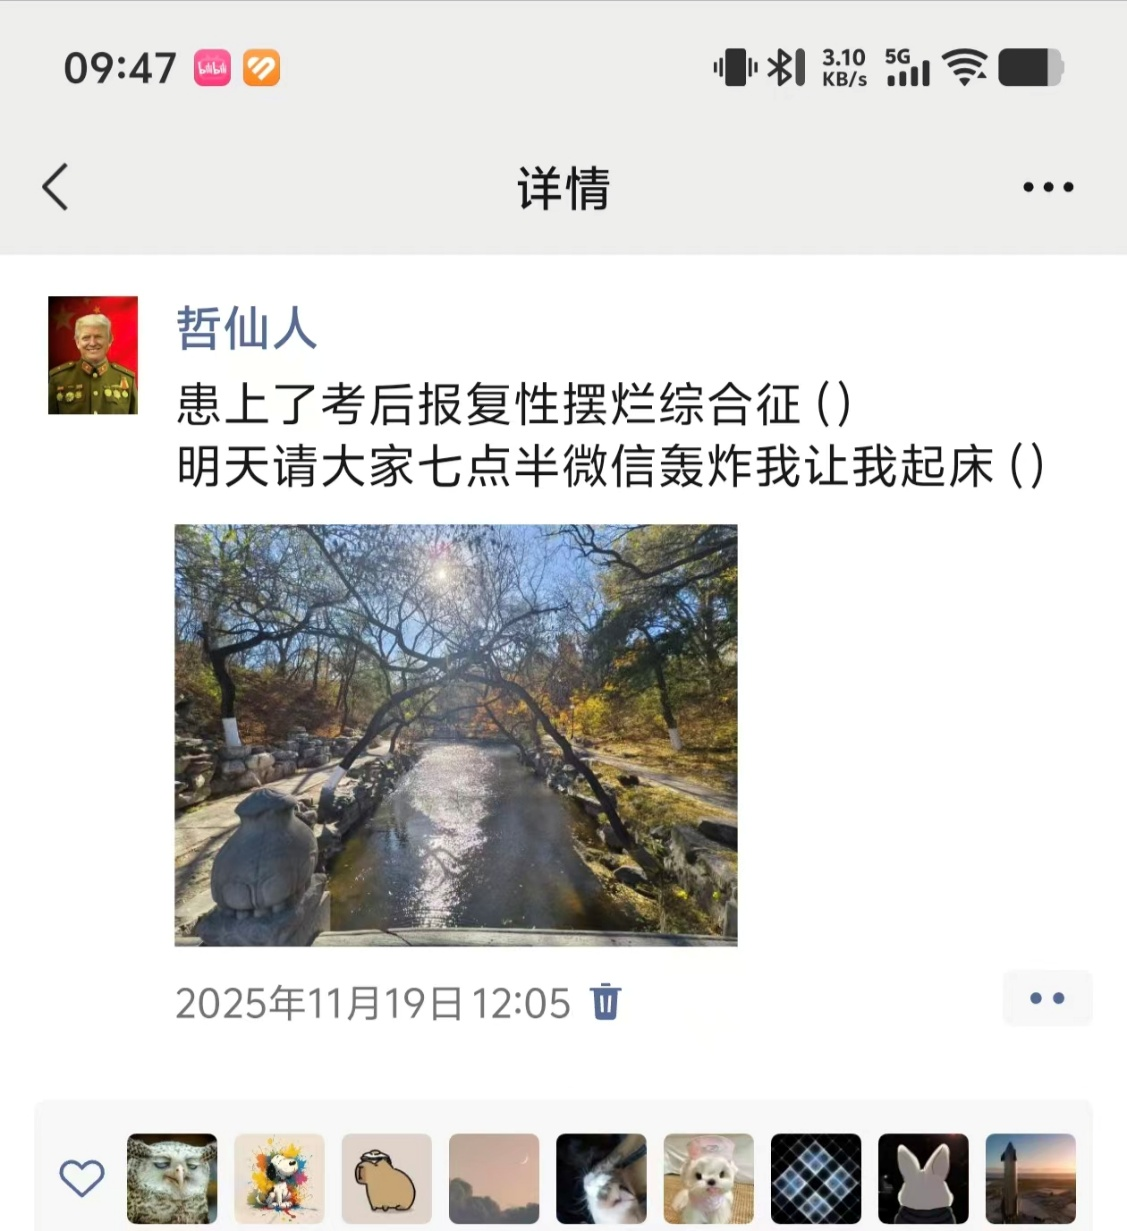 09:47
bilibili
3.10
KB/s
5G
详情
哲仙人
患上了考后报复性摆烂综合征()
明天请大家七点半微信轰炸我让我起床()
2025年11月19日 12:05